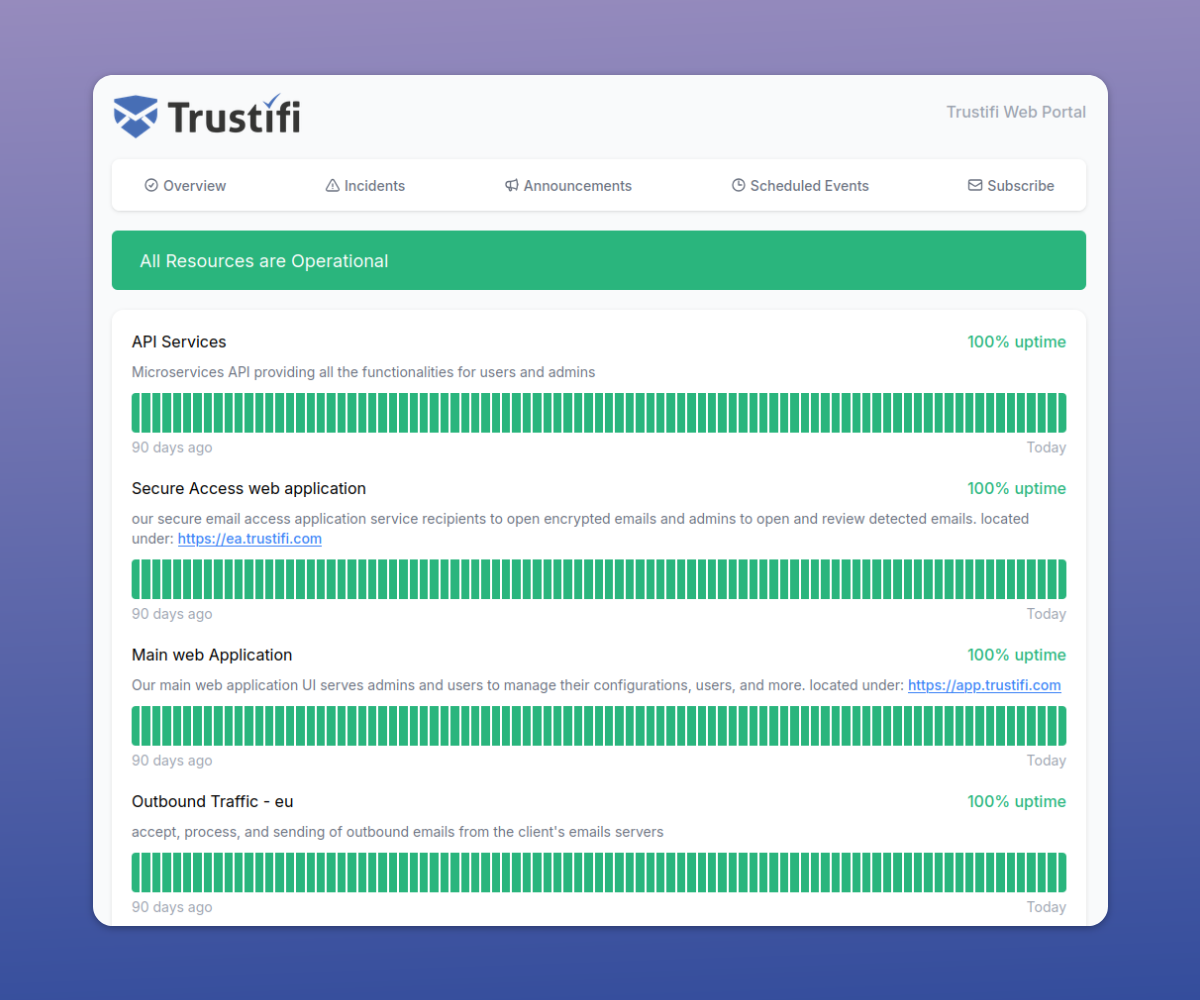 Trustifi
Trustifi Web Portal
Overview
Incidents
Announcements
Scheduled Events
Subscribe
All Resources are Operational
API Services
100% uptime
Microservices API providing all the functionalities for users and admins
90 days ago
Today
Secure Access web application
100% uptime
our secure email access application service recipients to open encrypted emails and admins to open and review detected emails. located
under: https://ea.trustifi.com
90 days ago
Today
Main web Application
100% uptime
Our main web application UI serves admins and users to manage their configurations, users, and more. located under: https://app.trustifi.com
90 days ago
Today
Outbound Traffic - eu
100% uptime
accept, process, and sending of outbound emails from the client's emails servers
90 days ago
Today